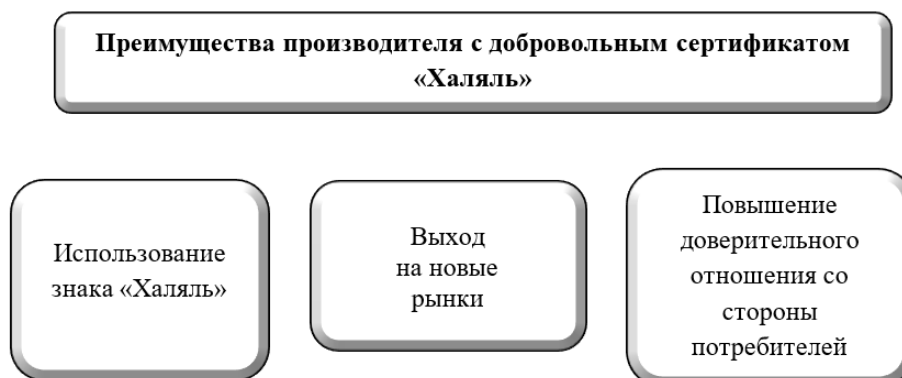 Преимущества производителя с добровольным сертификатом
«Халяль»
Использование
знака «Халяль»
Выход
на новые
рынки
Повышение
доверительного
отношения со
стороны
потребителей